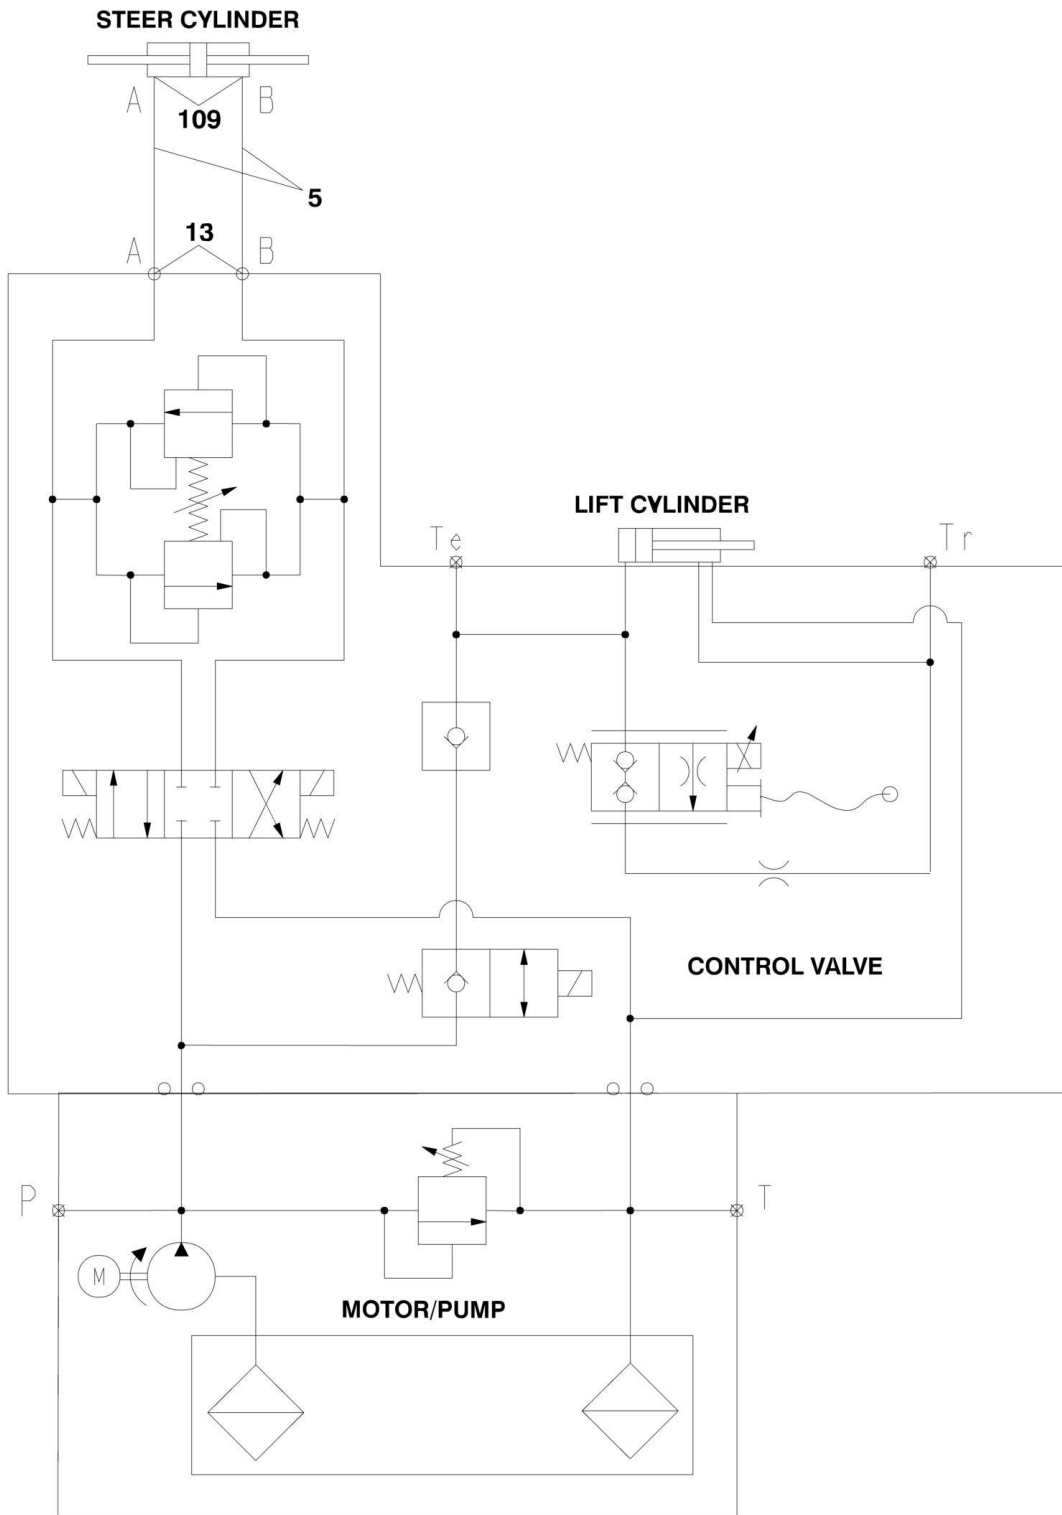 STEER CYLINDER
A B
109
5
13
A B
LIFT CYLINDER
Te Tr
CONTROL VALVE
P T
M
MOTOR/PUMP